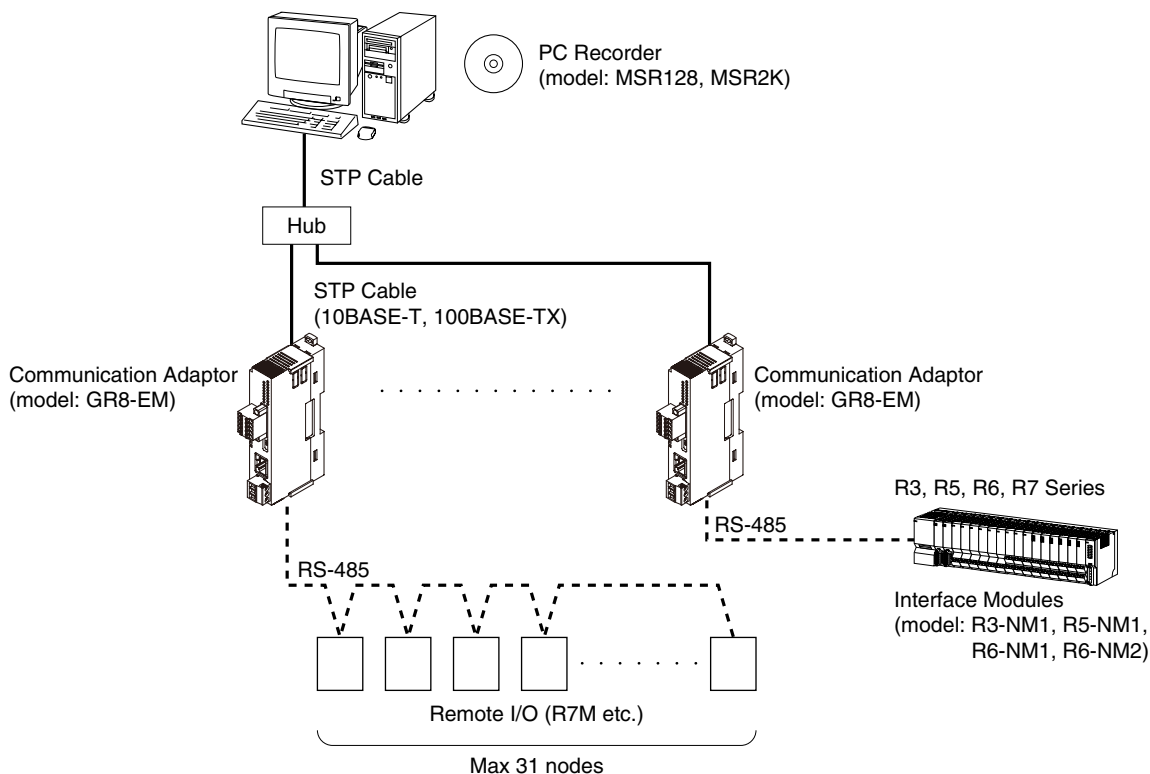 PC Recorder
(model: MSR128, MSR2K)
STP Cable
Hub
STP Cable
(10BASE-T, 100BASE-TX)
Communication Adaptor
(model: GR8-EM)
Communication Adaptor
(model: GR8-EM)
R3, R5, R6, R7 Series
RS-485
RS-485
Interface Modules
(model: R3-NM1, R5-NM1,
R6-NM1, R6-NM2)
Remote I/O (R7M etc.)
Max 31 nodes